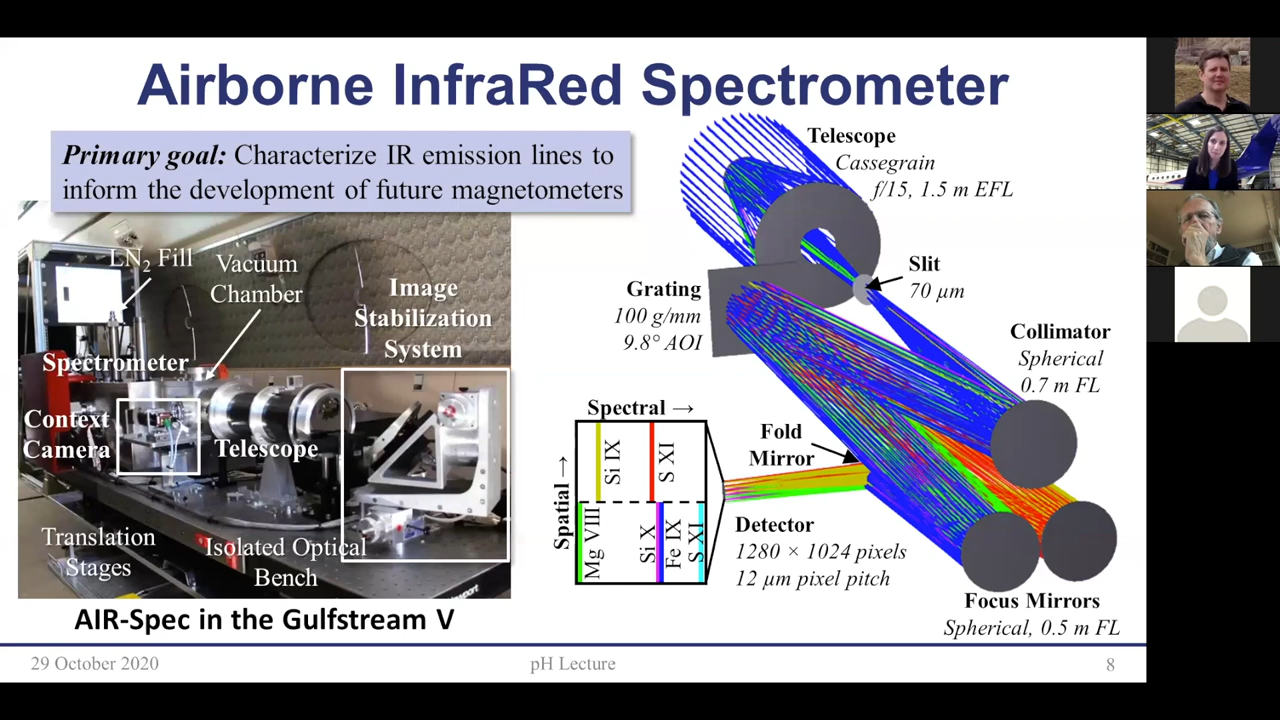 Airborne InfraRed Spectrometer
Primary goal: Characterize IR emission lines to
inform the development of future magnetometers
LN2 Fill
Vacuum
Chamber
Image
Stabilization
System
Spectrometer
Context
Camera
Telescope
Translation
Stages
Isolated Optical
Bench
AIR-Spec in the Gulfstream V
Telescope
Cassegrain
f/15, 1.5 m EFL
Slit
70 µm
Grating
100 g/mm
9.8° AOI
Collimator
Spherical
0.7 m FL
Spectral →
Spatial →
Si IX
S XI
Mg VIII
Si X
Fe IX
S XI
Fold
Mirror
Detector
1280 × 1024 pixels
12 µm pixel pitch
Focus Mirrors
Spherical, 0.5 m FL
29 October 2020
pH Lecture
8